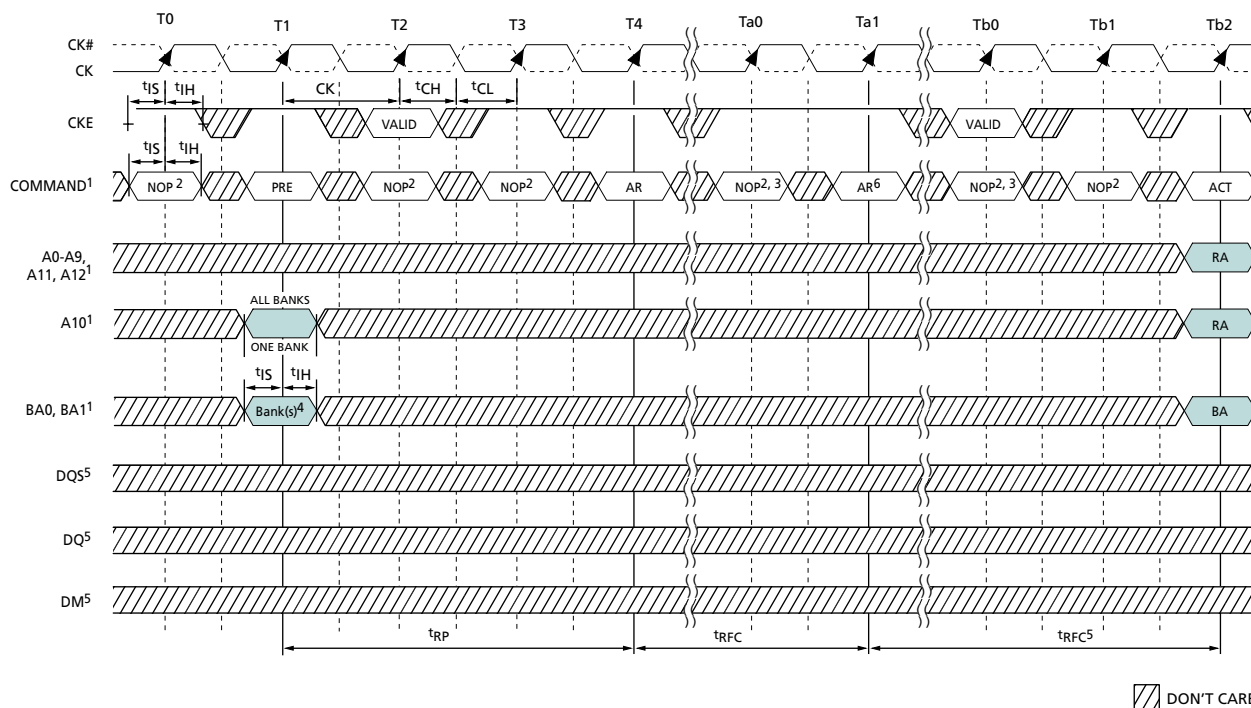 T0 T1 T2 T3 T4 Ta0 Ta1 Tb0 Tb1 Tb2
CK#
CK
tIS tIH CK tCH tCL
CKE VALID VALID
tIS tIH
COMMAND1 NOP2 PRE NOP2 NOP2 AR NOP2, 3 AR6 NOP2, 3 NOP2 ACT
A0-A9,
A11, A121 RA
ALL BANKS
A101 RA
ONE BANK
tIS tIH
BA0, BA11 Bank(s)4 BA
DQS5
DQ5
DM5
tRP tRFC tRFC5
DON'T CARE